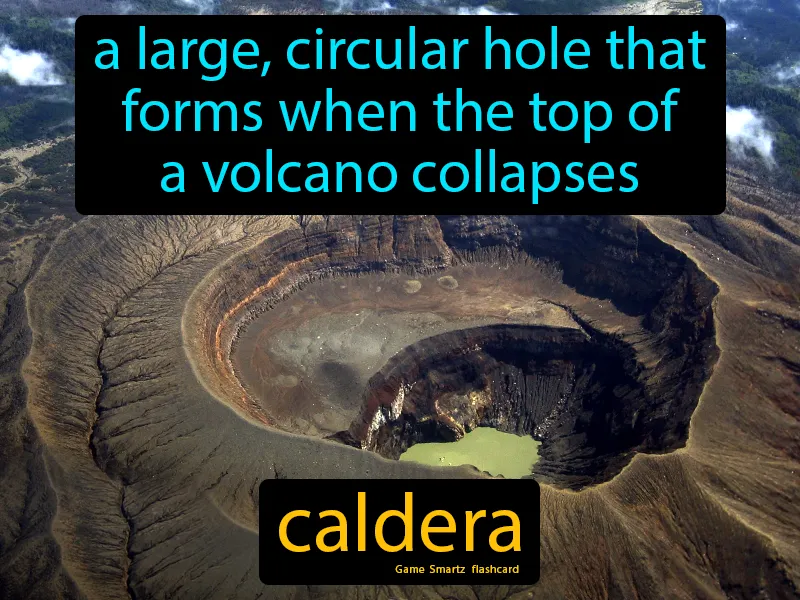 a large, circular hole that
forms when the top of
a volcano collapses
caldera
Game Smartz flashcard